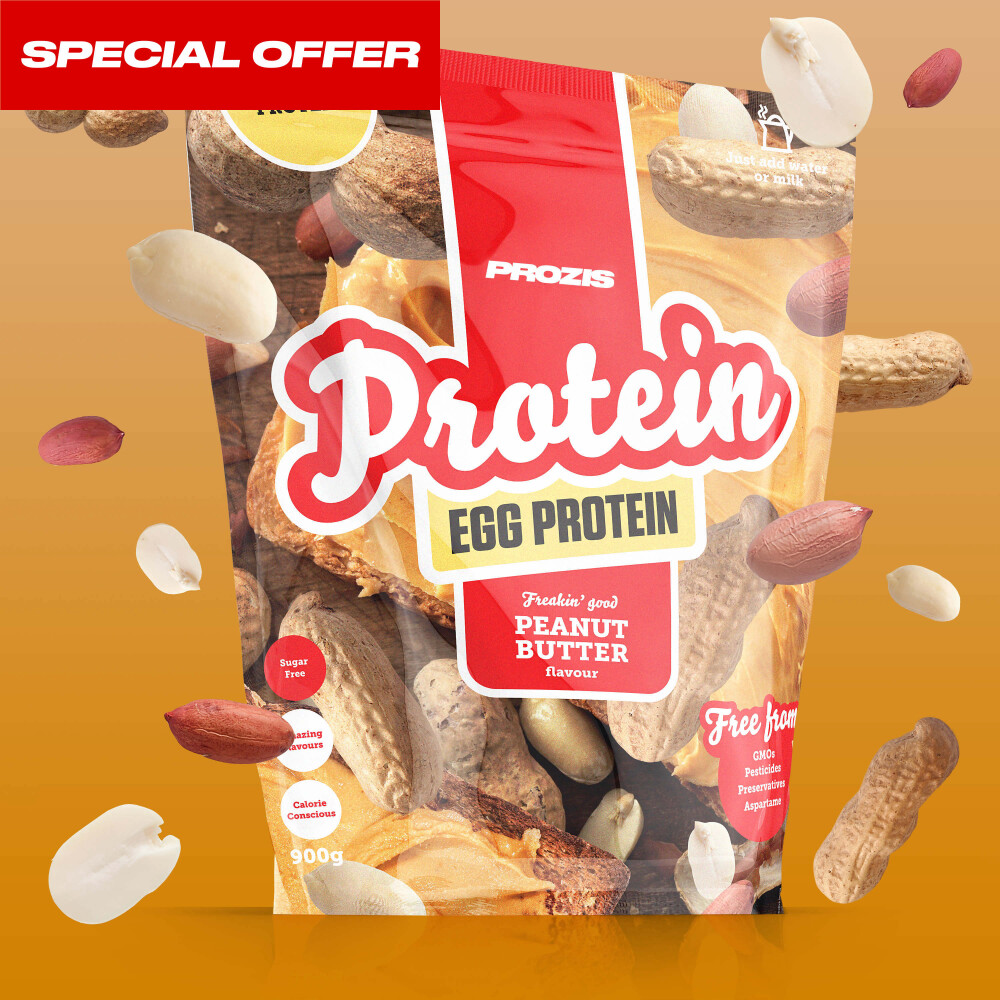 SPECIAL OFFER
Just add water
or milk
PROZIS
Protein
EGG PROTEIN
Freakin' good
PEANUT
BUTTER
flavour
Sugar
Free
Calorie
Conscious
900g
Free from
GMOs
Pesticides
Preservatives
Aspartame